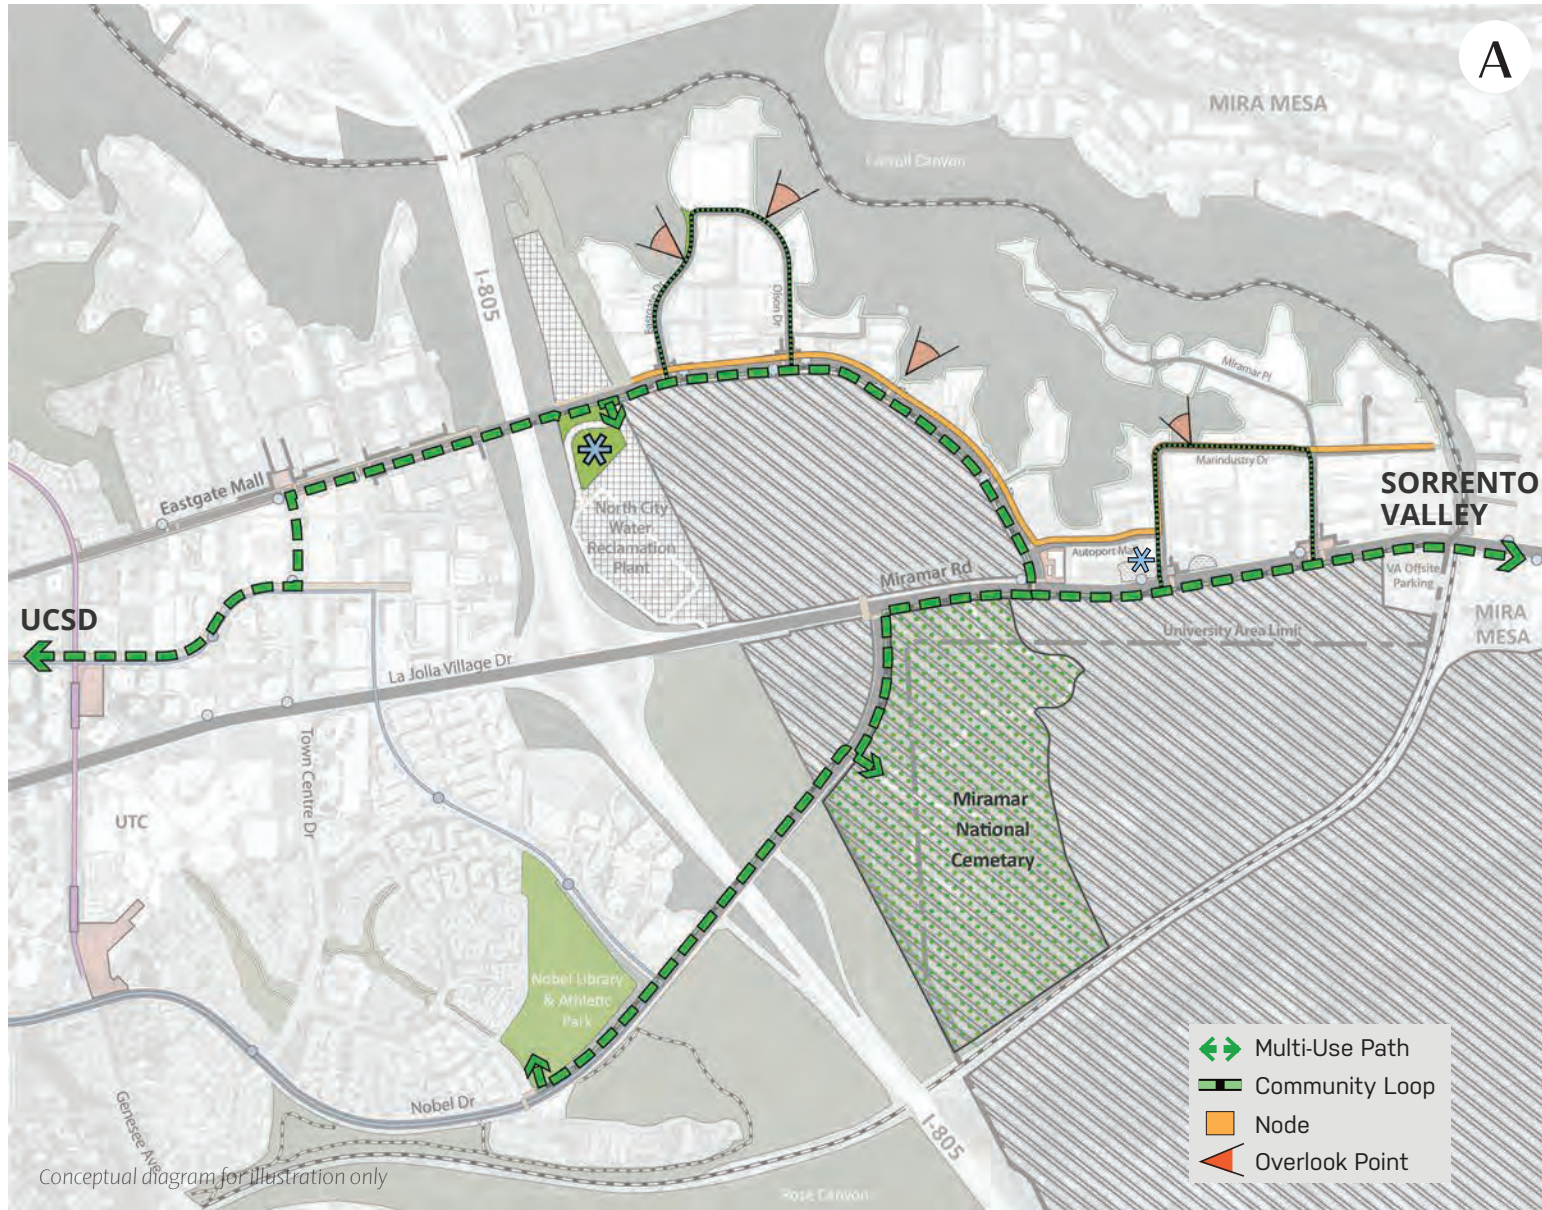 A
MIRA MESA
Carroll Canyon
I-805
Eastgate Dr
Olson Dr
Miramar Pl
Marindustry Dr
Eastgate Mall
SORRENTO
VALLEY
North City
Water
Reclamation
Plant
Autoport Mall
Miramar Rd
VA Offsite
Parking
MIRA
MESA
UCSD
University Area Limit
La Jolla Village Dr
Town Centre Dr
UTC
Miramar
National
Cemetary
Nobel Library
& Athletic
Park
Nobel Dr
Genesee Ave
I-805
Rose Canyon
Conceptual diagram for illustration only
Multi-Use Path
Community Loop
Node
Overlook Point